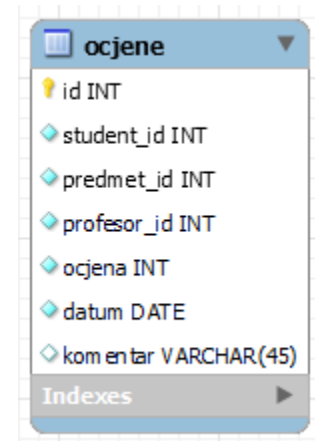 ocjene
id INT
student_id INT
predmet_id INT
profesor_id INT
ocjena INT
datum DATE
komentar VARCHAR(45)
Indexes